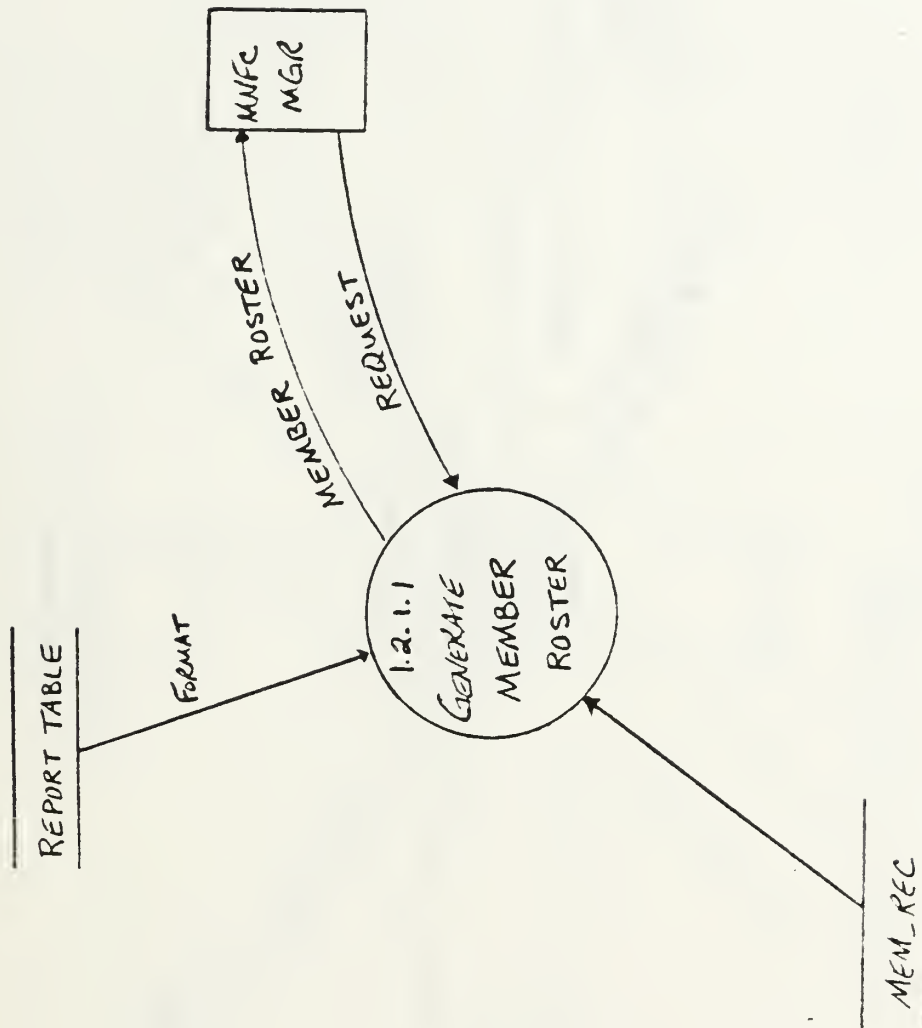 MNFC
MGR
MEMBER ROSTER
REQUEST
REPORT TABLE
FORMAT
1.2.1.1
GENERATE
MEMBER
ROSTER
MEM_REC